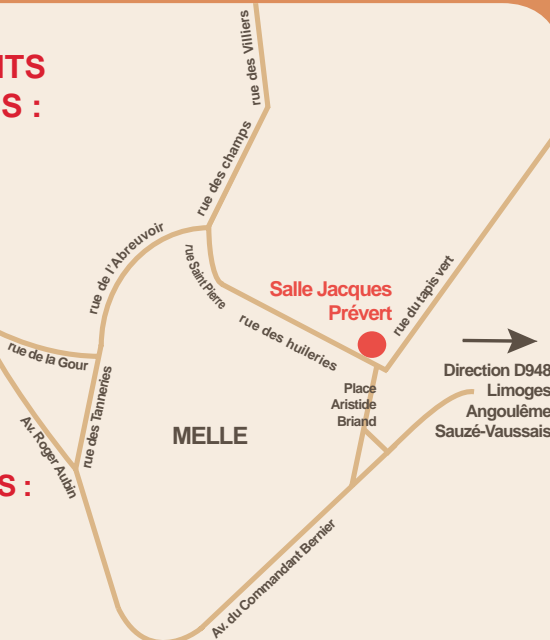 ITS
S :
rue des Villiers
rue des champs
rue de l'Abreuvoir
rue Saint Pierre
Salle Jacques
Prévert
rue du tapis vert
rue des huileries
rue de la Gour
Direction D948
Limoges
Angoulême
Sauzé-Vaussais
Place
Aristide
Briand
rue des Tanneries
Av. Roger Aubin
MELLE
S :
Av. du Commandant Bernier